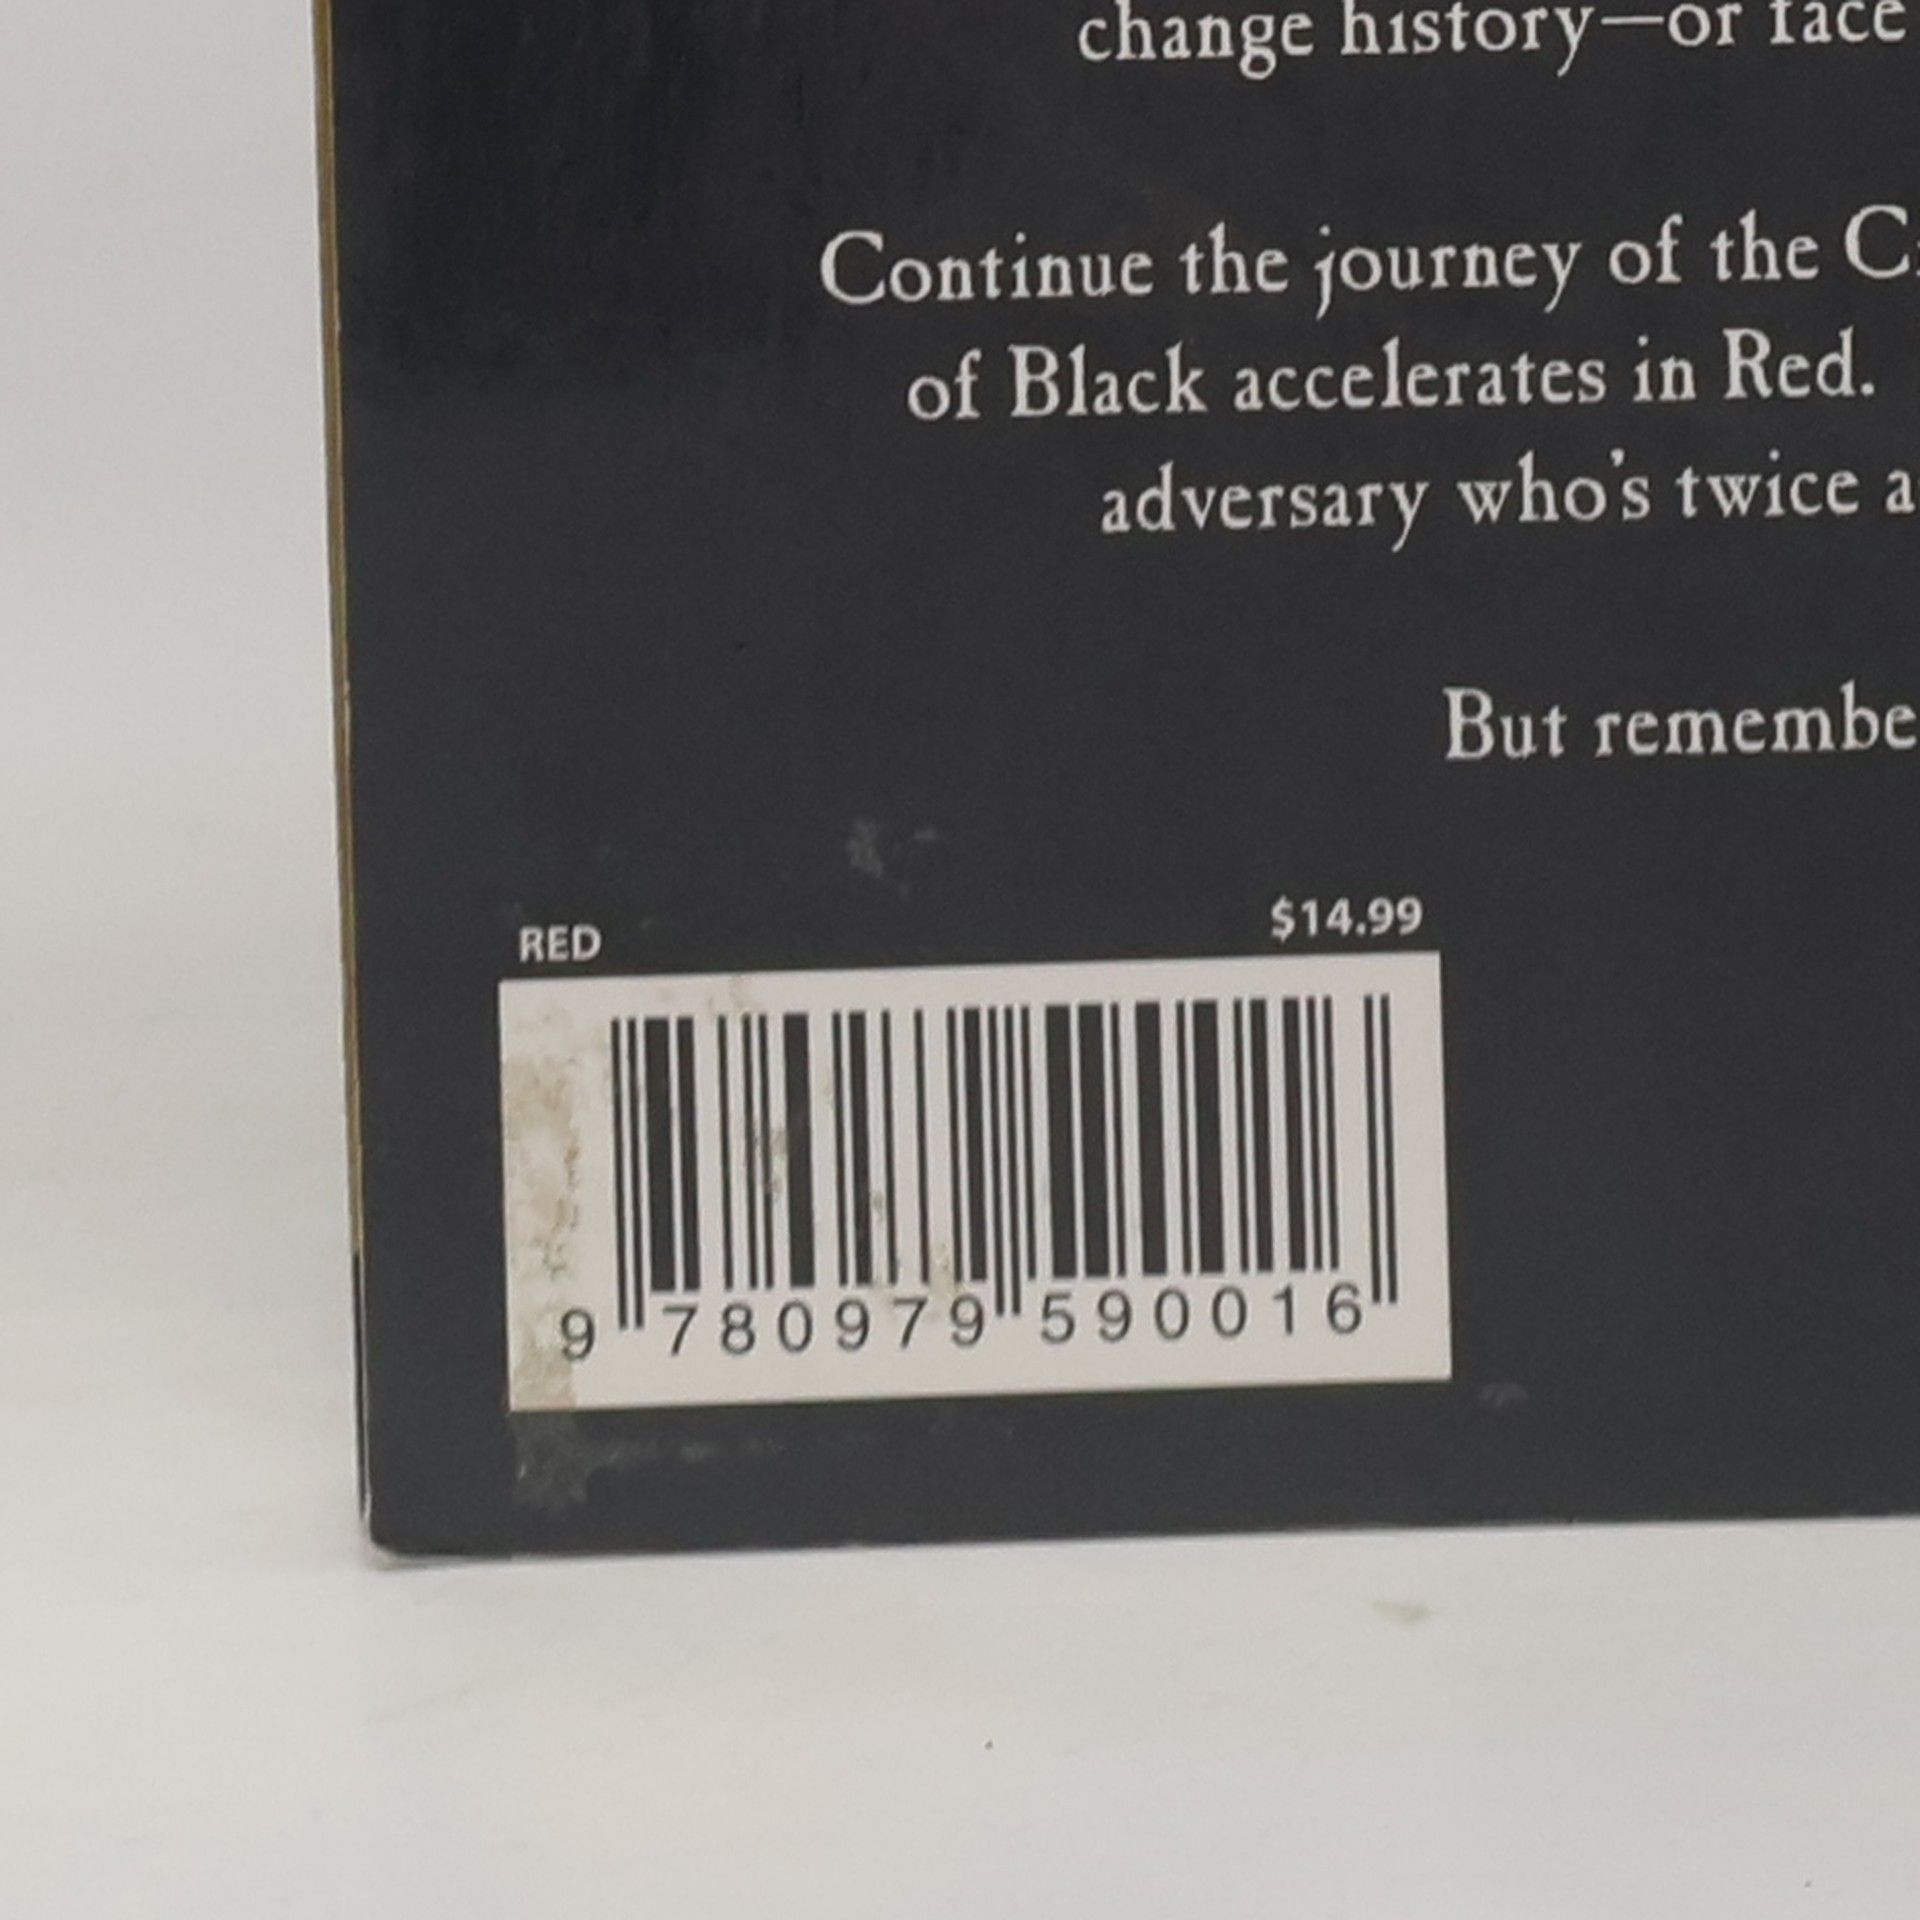 change history—or face
Continue the journey of the
of Black accelerates in Red.
adversary who's twice
But
RED
$14.99
9 780979 590016